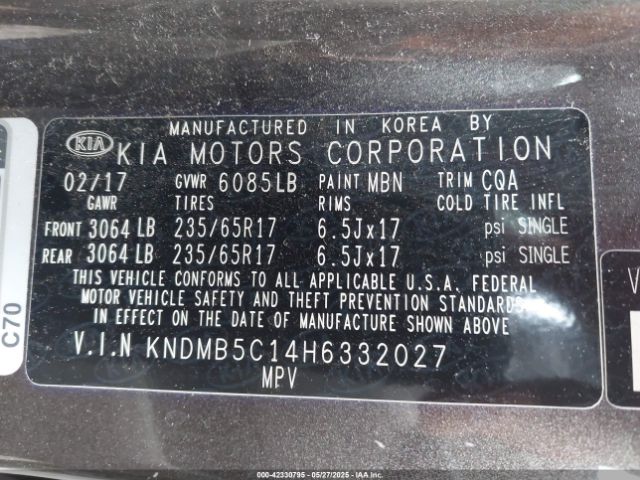 MANUFACTURED IN KOREA BY
KIA KIA MOTORS CORPORATION
02/17 GVWR 6085LB PAINT MBN TRIM CQA
GAWR TIRES RIMS COLD TIRE INFL
FRONT 3064 LB 235/65R17 6.5Jx17 psi SINGLE
REAR 3064 LB 235/65R17 6.5Jx17 psi SINGLE
THIS VEHICLE CONFORMS TO ALL APPLICABLE U.S.A. FEDERAL
MOTOR VEHICLE SAFETY AND THEFT PREVENTION STANDARDS
IN EFFECT ON THE DATE OF MANUFACTURE SHOWN ABOVE
V.I.N KNDMB5C14H6332027
MPV
C70
V
000-42330795 - 05/27/2025 - IAAI.COM